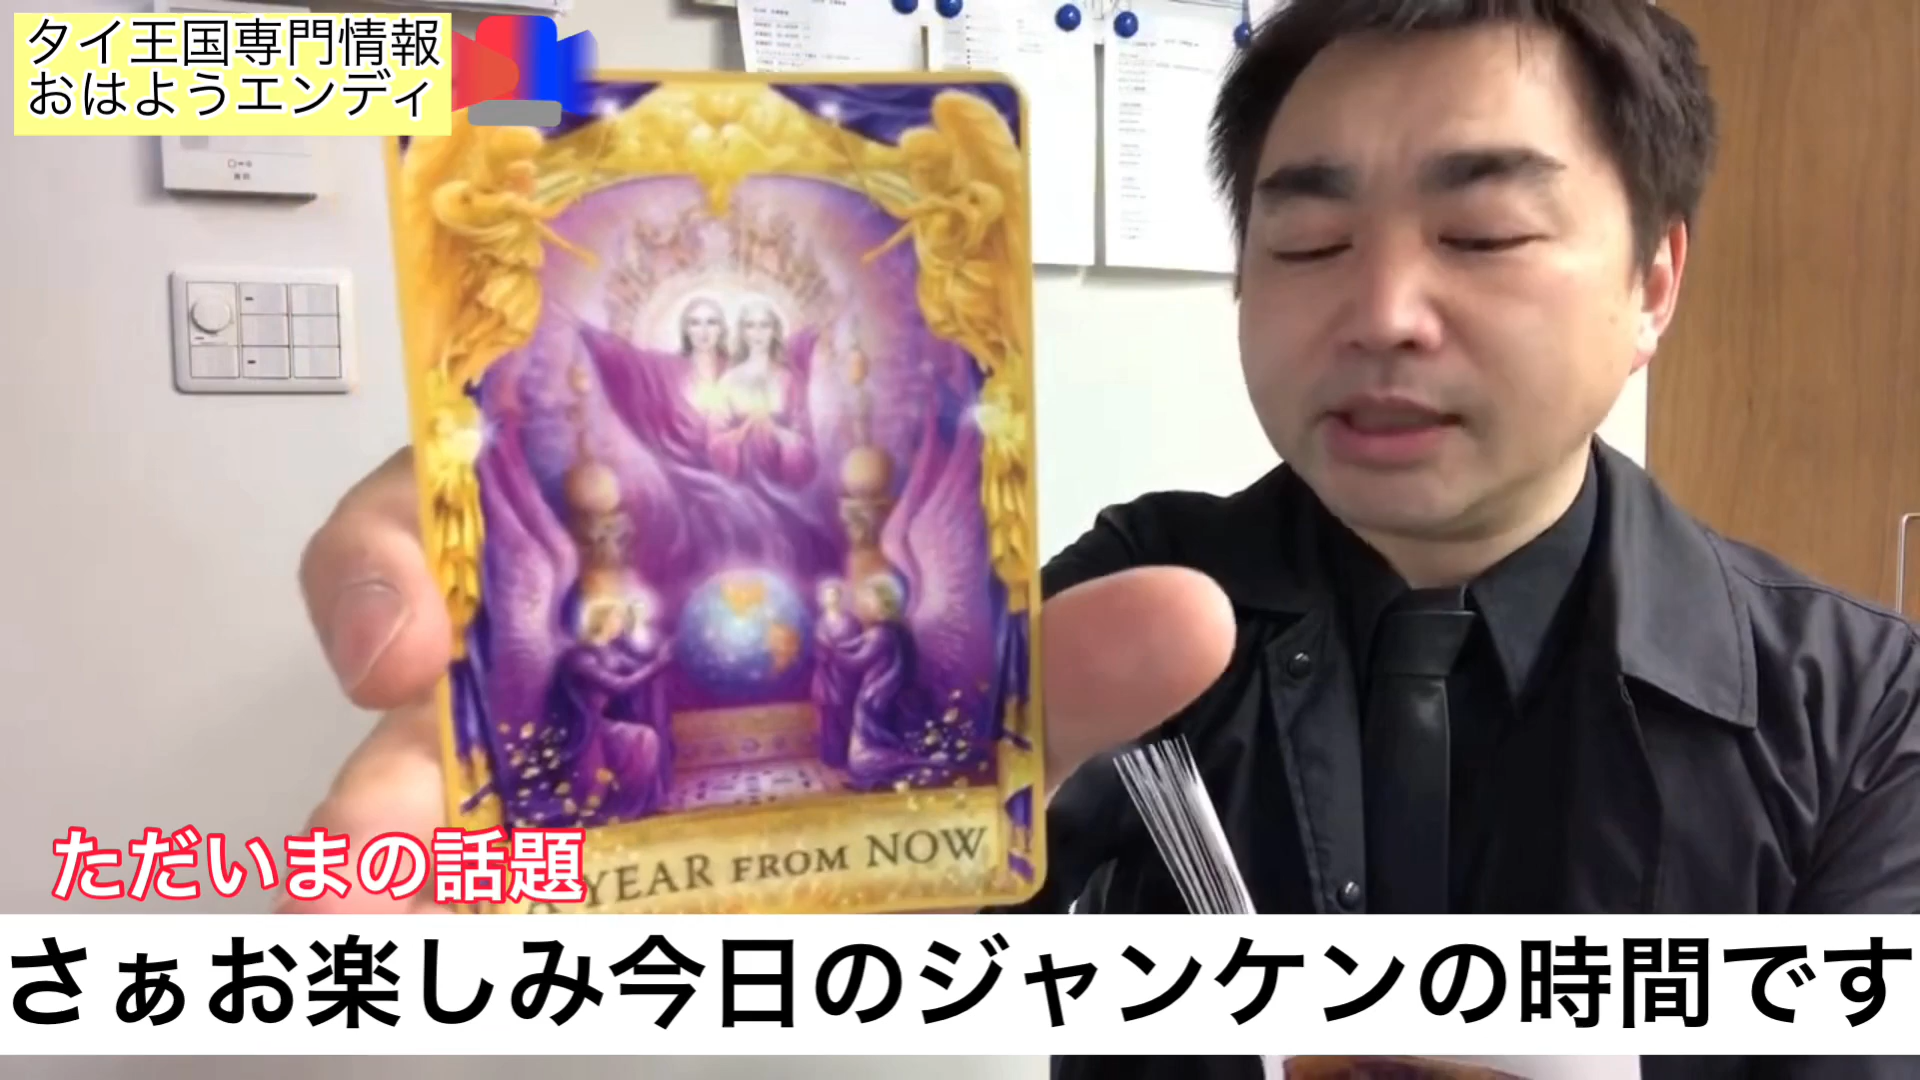 タイ王国専門情報
おはようエンディ
A YEAR FROM NOW
ただいまの話題
さぁお楽しみ今日のジャンケンの時間です